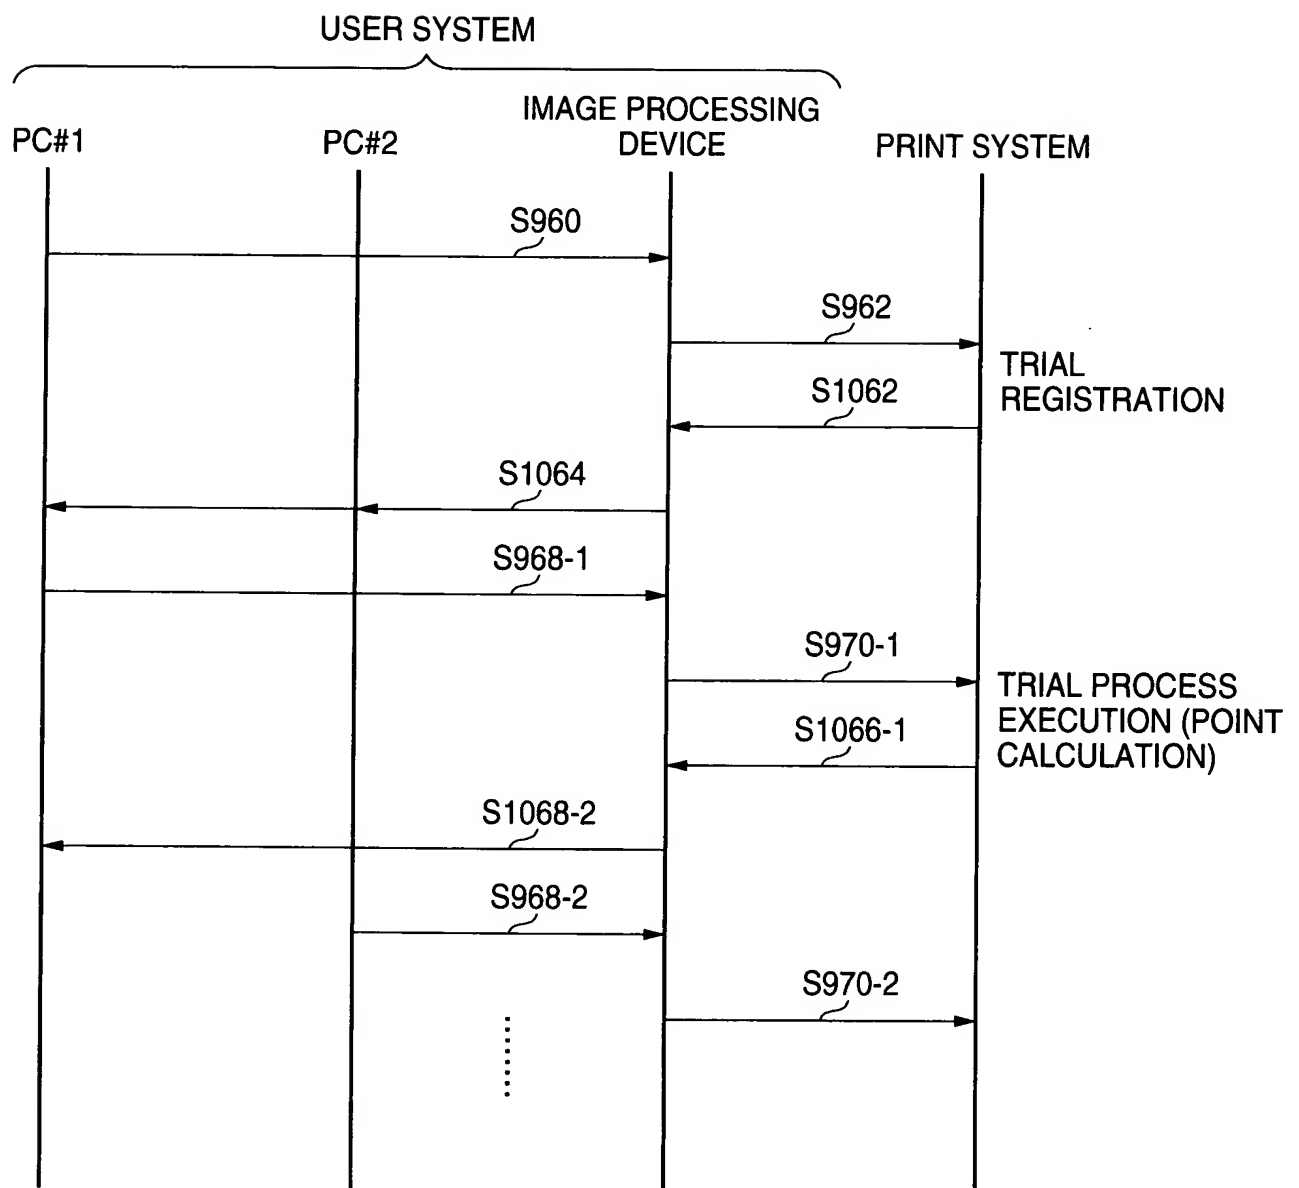 USER SYSTEM
PC#1
PC#2
IMAGE PROCESSING
DEVICE
PRINT SYSTEM
S960
S962
TRIAL
REGISTRATION
S1062
S1064
S968-1
S970-1
TRIAL PROCESS
EXECUTION (POINT
CALCULATION)
S1066-1
S1068-2
S968-2
S970-2